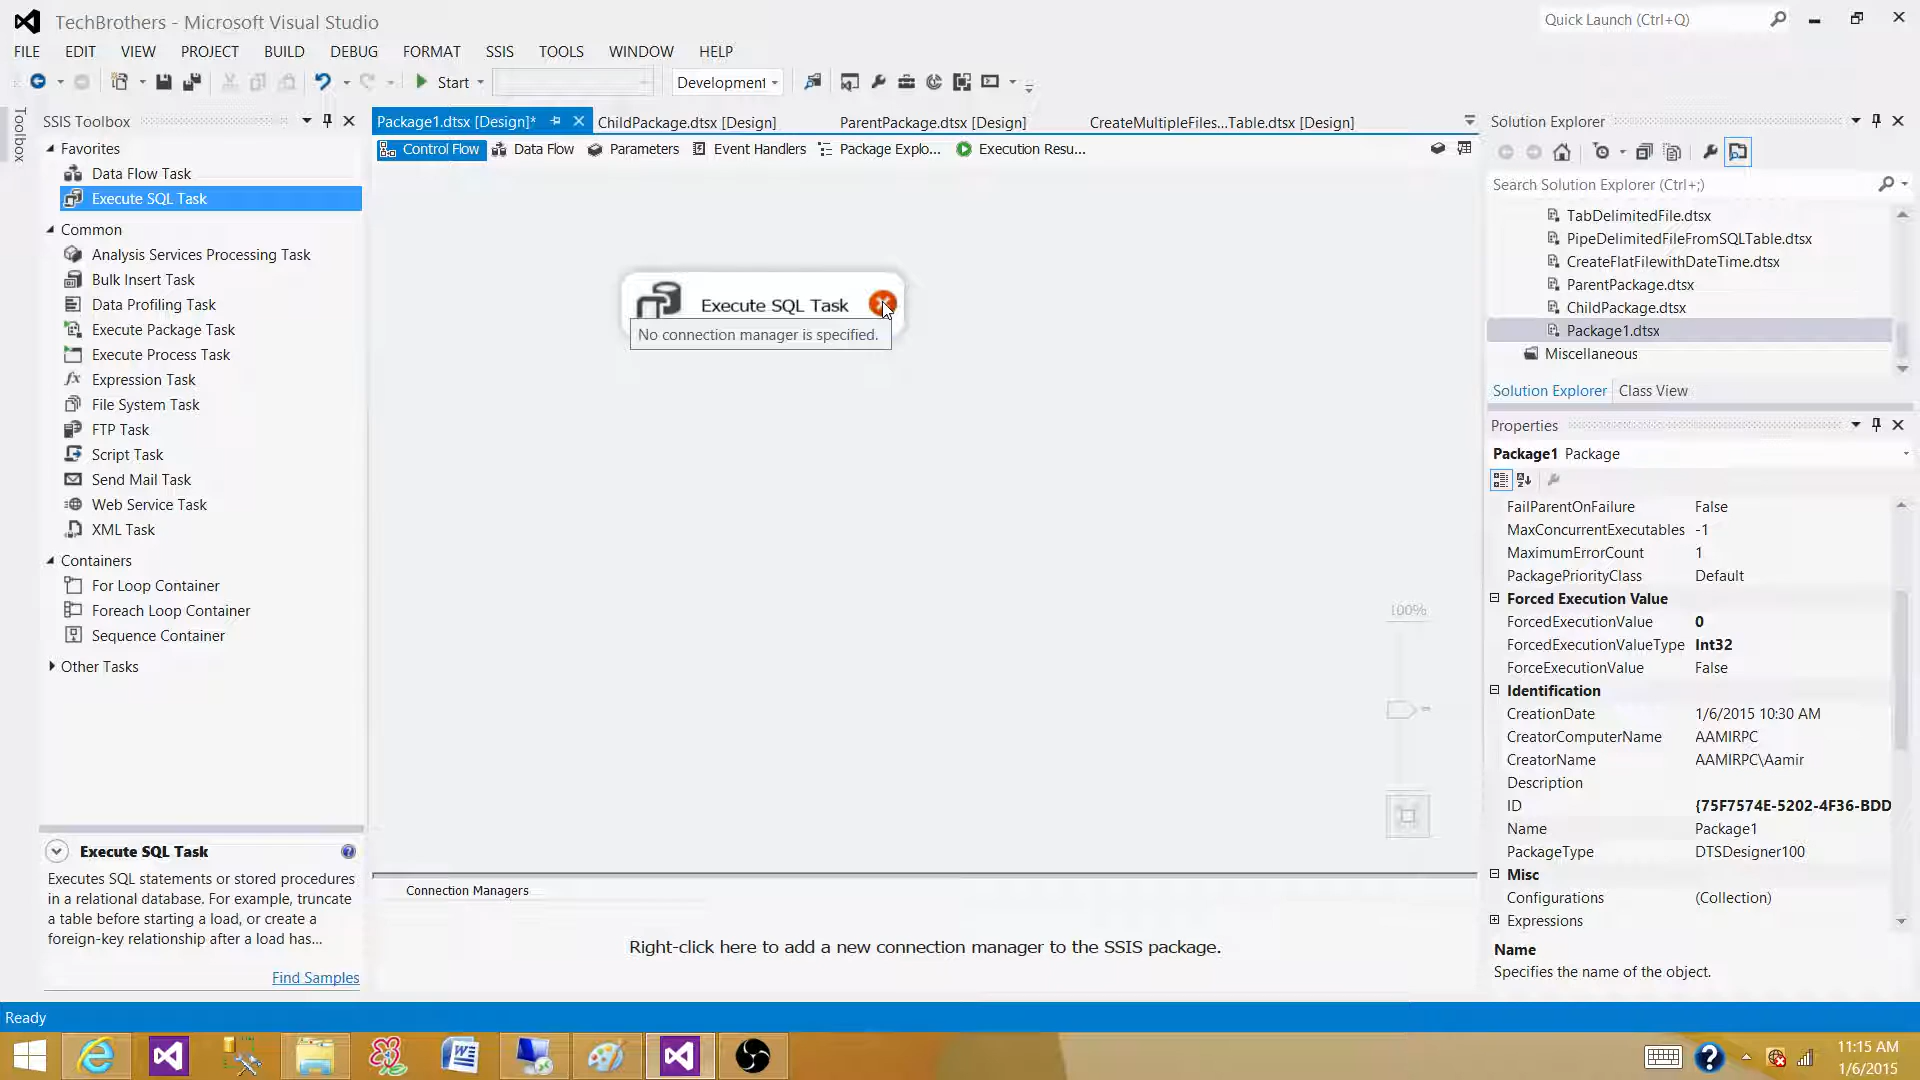 TechBrothers - Microsoft Visual Studio
Quick Launch (Ctrl+Q)
FILE EDIT VIEW PROJECT BUILD DEBUG FORMAT SSIS TOOLS WINDOW HELP
Start Development
Toolbox
SSIS Toolbox
Favorites
Data Flow Task
Execute SQL Task
Common
Analysis Services Processing Task
Bulk Insert Task
Data Profiling Task
Execute Package Task
Execute Process Task
Expression Task
File System Task
FTP Task
Script Task
Send Mail Task
Web Service Task
XML Task
Containers
For Loop Container
Foreach Loop Container
Sequence Container
Other Tasks
Execute SQL Task
Executes SQL statements or stored procedures
in a relational database. For example, truncate
a table before starting a load, or create a
foreign-key relationship after a load has...
Find Samples
Package1.dtsx [Design]* ChildPackage.dtsx [Design] ParentPackage.dtsx [Design] CreateMultipleFiles...Table.dtsx [Design]
Control Flow Data Flow Parameters Event Handlers Package Explo... Execution Resu...
Execute SQL Task
No connection manager is specified.
100%
Connection Managers
Right-click here to add a new connection manager to the SSIS package.
Solution Explorer
Search Solution Explorer (Ctrl+;)
TabDelimitedFile.dtsx
PipeDelimitedFileFromSQLTable.dtsx
CreateFlatFilewithDateTime.dtsx
ParentPackage.dtsx
ChildPackage.dtsx
Package1.dtsx
Miscellaneous
Solution Explorer Class View
Properties
Package1 Package
FailParentOnFailure False
MaxConcurrentExecutables -1
MaximumErrorCount 1
PackagePriorityClass Default
Forced Execution Value
ForcedExecutionValue 0
ForcedExecutionValueType Int32
ForceExecutionValue False
Identification
CreationDate 1/6/2015 10:30 AM
CreatorComputerName AAMIRPC
CreatorName AAMIRPC\Aamir
Description
ID {75F7574E-5202-4F36-BDD
Name Package1
PackageType DTSDesigner100
Misc
Configurations (Collection)
Expressions
Name
Specifies the name of the object.
Ready
11:15 AM
1/6/2015